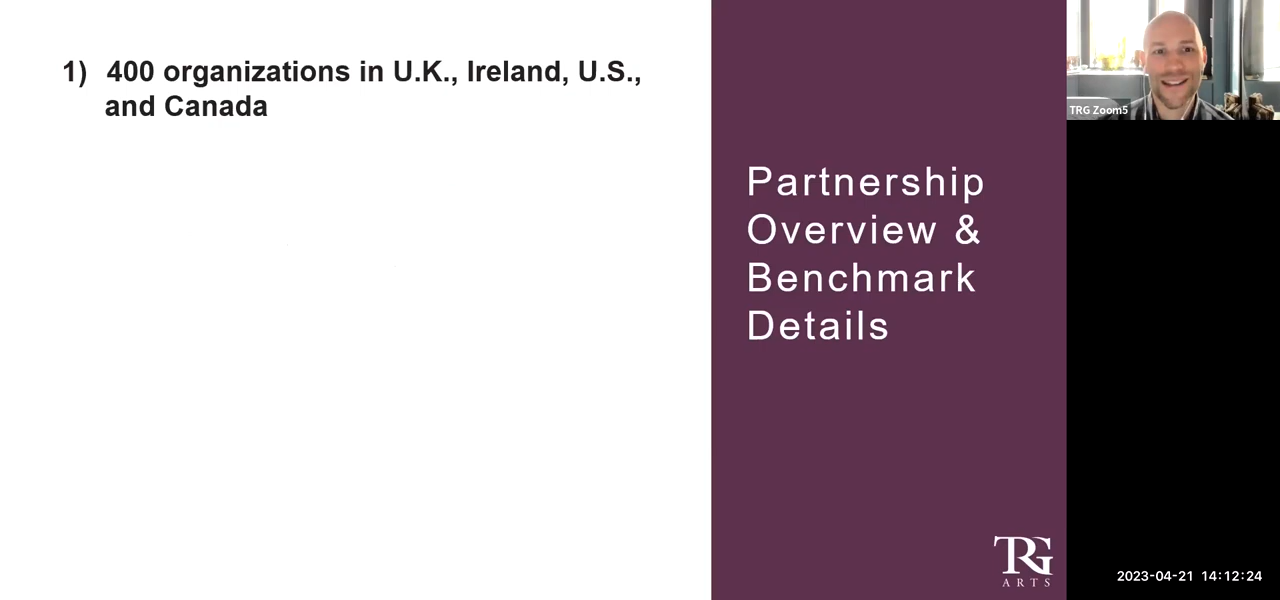 1) 400 organizations in U.K., Ireland, U.S.,
and Canada
Partnership
Overview &
Benchmark
Details
TRG
ARTS
TRG Zoom5
2023-04-21 14:12:24